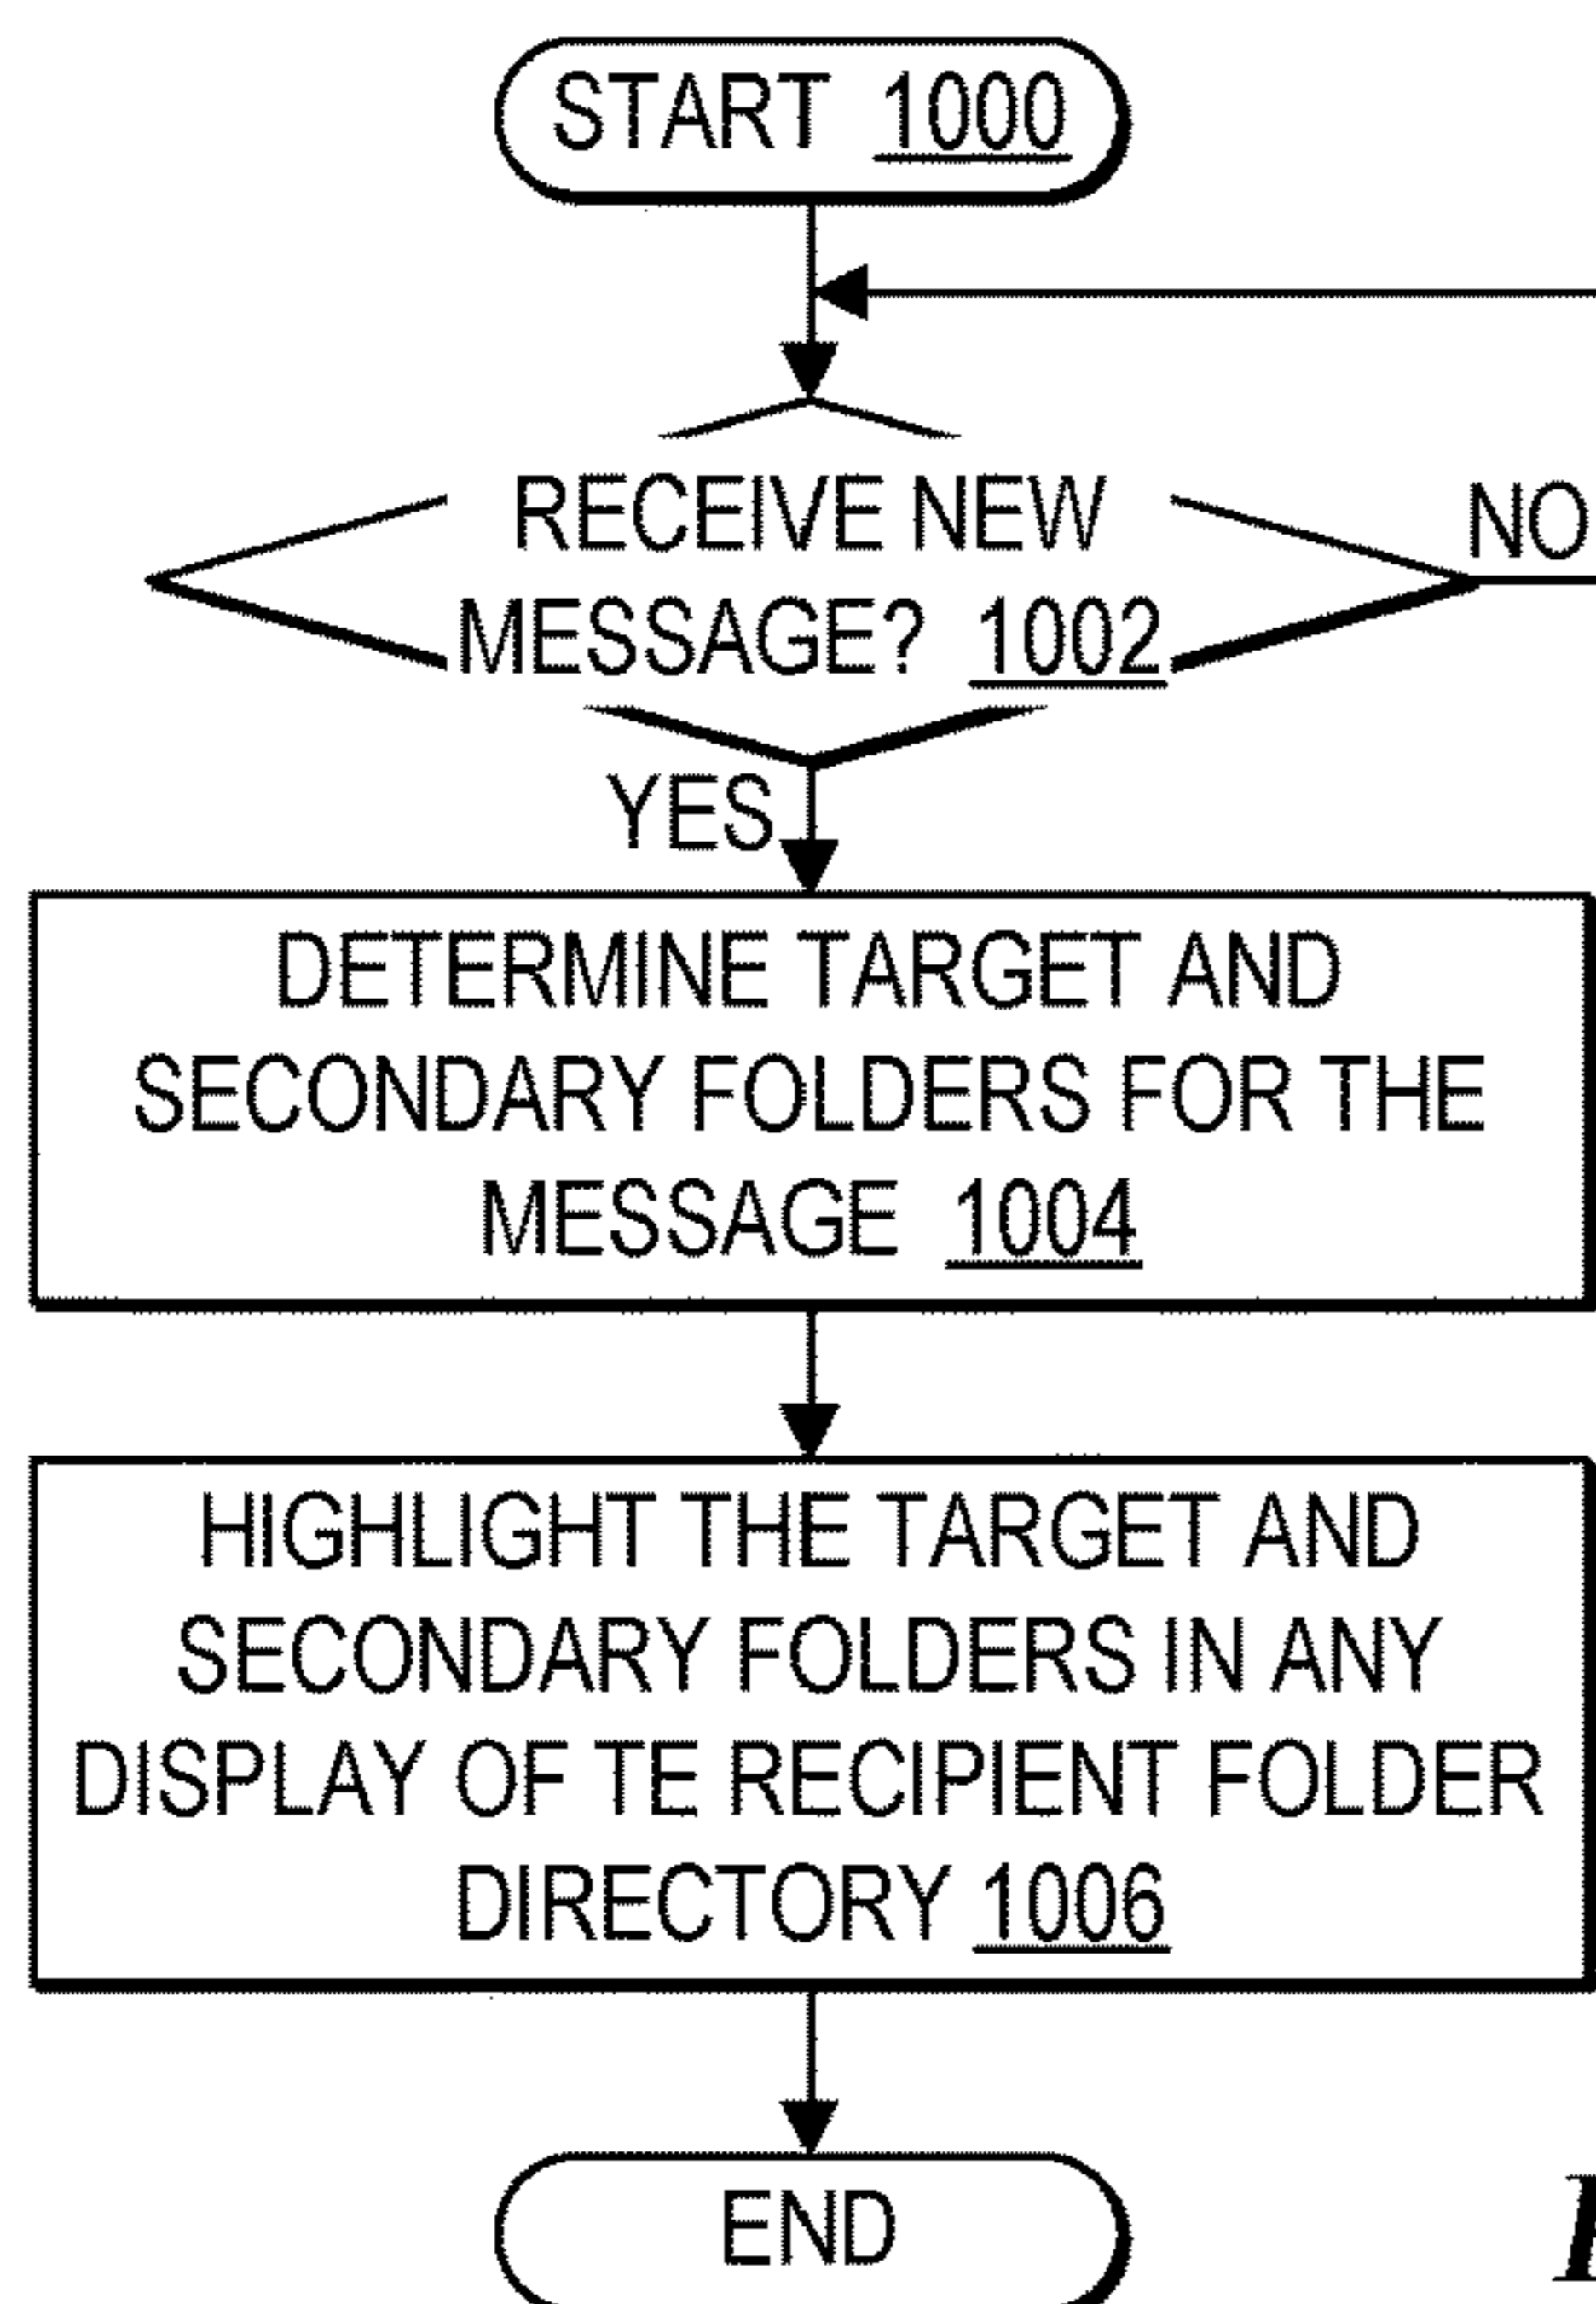 START 1000
RECEIVE NEW
NO
MESSAGE? 1002
YES
DETERMINE TARGET AND
SECONDARY FOLDERS FOR THE
MESSAGE 1004
HIGHLIGHT THE TARGET AND
SECONDARY FOLDERS IN ANY
DISPLAY OF TE RECIPIENT FOLDER
DIRECTORY 1006
END